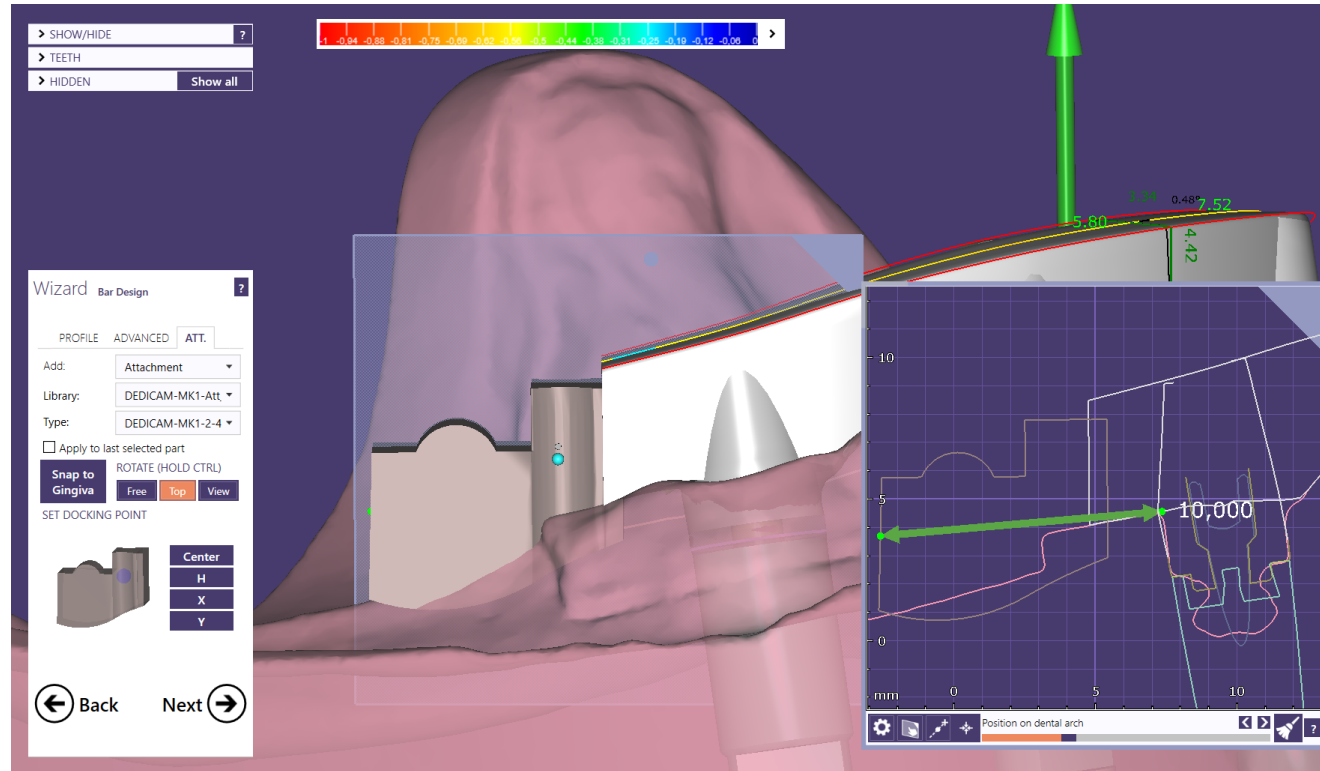 SHOW/HIDE ?
TEETH
HIDDEN Show all
-1 -0,94 -0,88 -0,81 -0,75 -0,69 -0,62 -0,56 -0,5 -0,44 -0,38 -0,31 -0,25 -0,19 -0,12 -0,06 0
0.48° 7.52
5.80
4.42
Wizard Bar Design ?
PROFILE ADVANCED ATT.
Add: Attachment
Library: DEDICAM-MK1-Att,
Type: DEDICAM-MK1-2-4
Apply to last selected part
Snap to Gingiva
ROTATE (HOLD CTRL)
Free Top View
SET DOCKING POINT
Center
H
X
Y
Back Next
10
5
10,000
0
mm 0 5 10
Position on dental arch ?